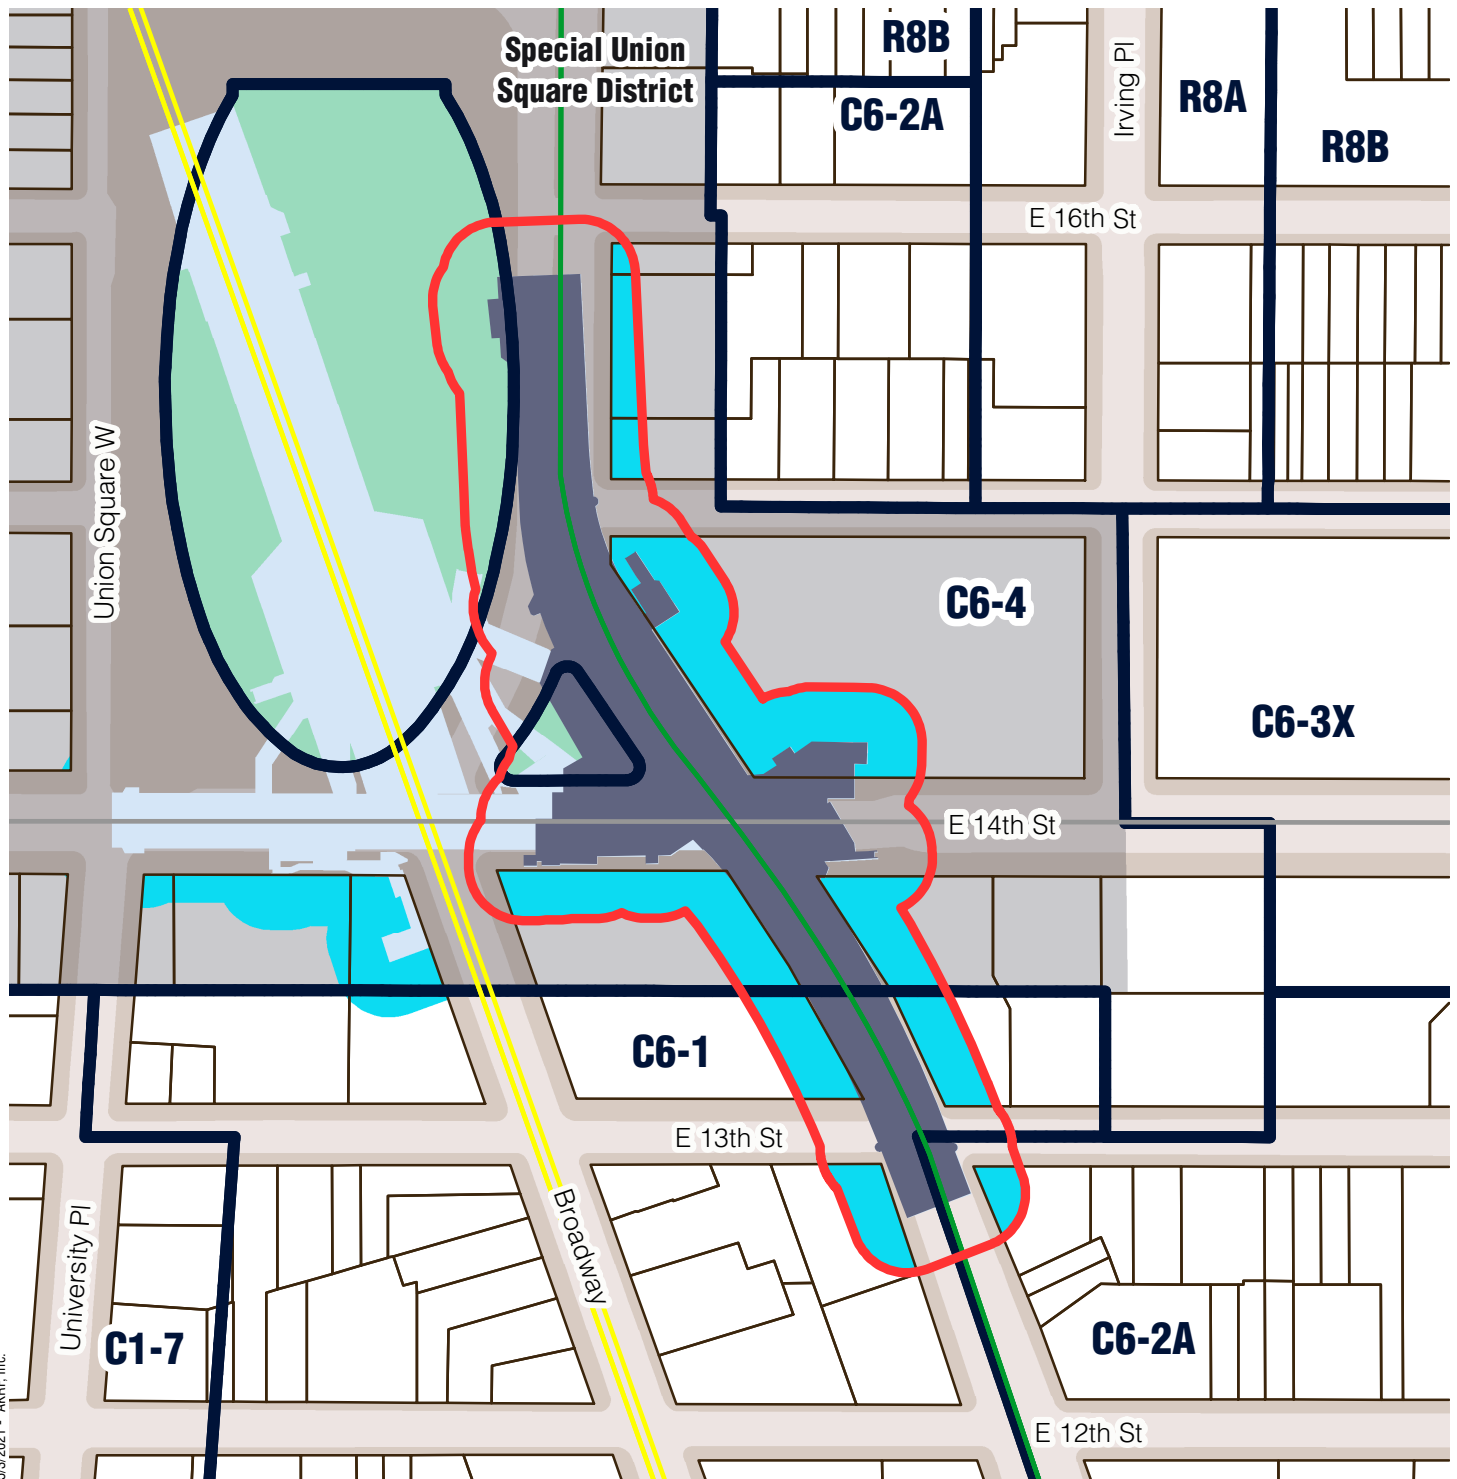 Special Union
Square District
R8B
C6-2A
Irving Pl
R8A
R8B
E 16th St
Union Square W
C6-4
C6-3X
E 14th St
C6-1
E 13th St
Broadway
University Pl
C1-7
C6-2A
E 12th St